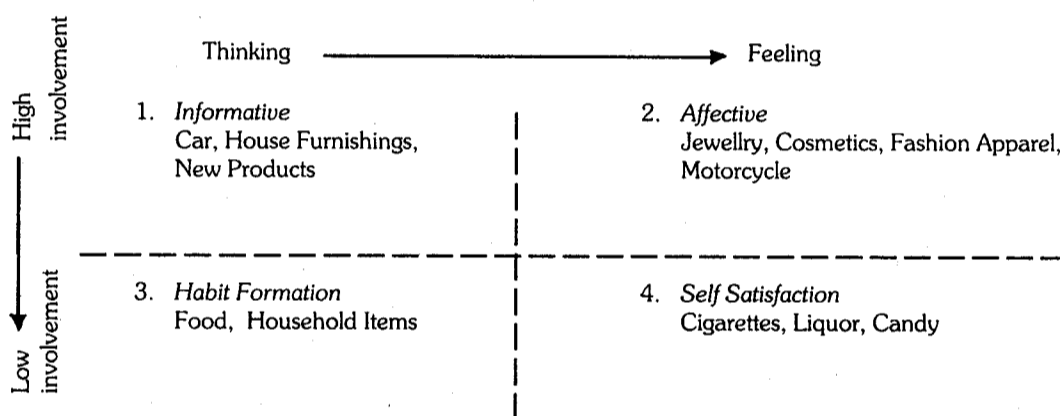 Thinking
Feeling
High
involvement
1. Informative
Car, House Furnishings,
New Products
2. Affective
Jewellry, Cosmetics, Fashion Apparel,
Motorcycle
Low
involvement
3. Habit Formation
Food, Household Items
4. Self Satisfaction
Cigarettes, Liquor, Candy